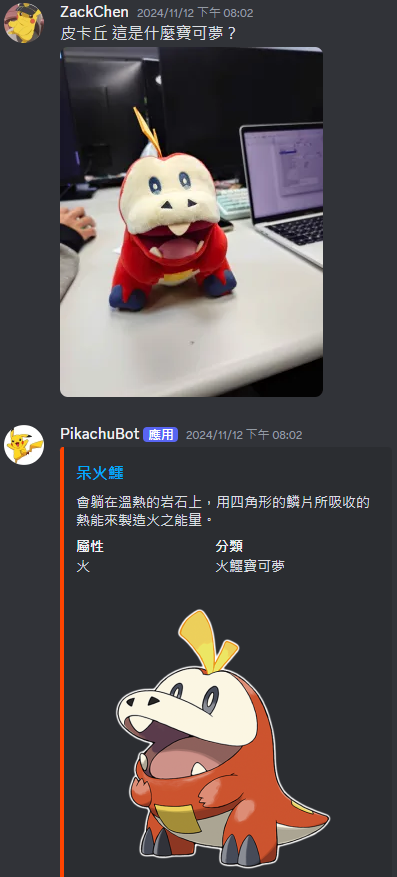 ZackChen 2024/11/12 下午 08:02
皮卡丘 這是什麼寶可夢？
PikachuBot 應用 2024/11/12 下午 08:02
呆火鱷
會躺在溫熱的岩石上，用四角形的鱗片所吸收的
熱能來製造火之能量。
屬性 分類
火 火鱷寶可夢